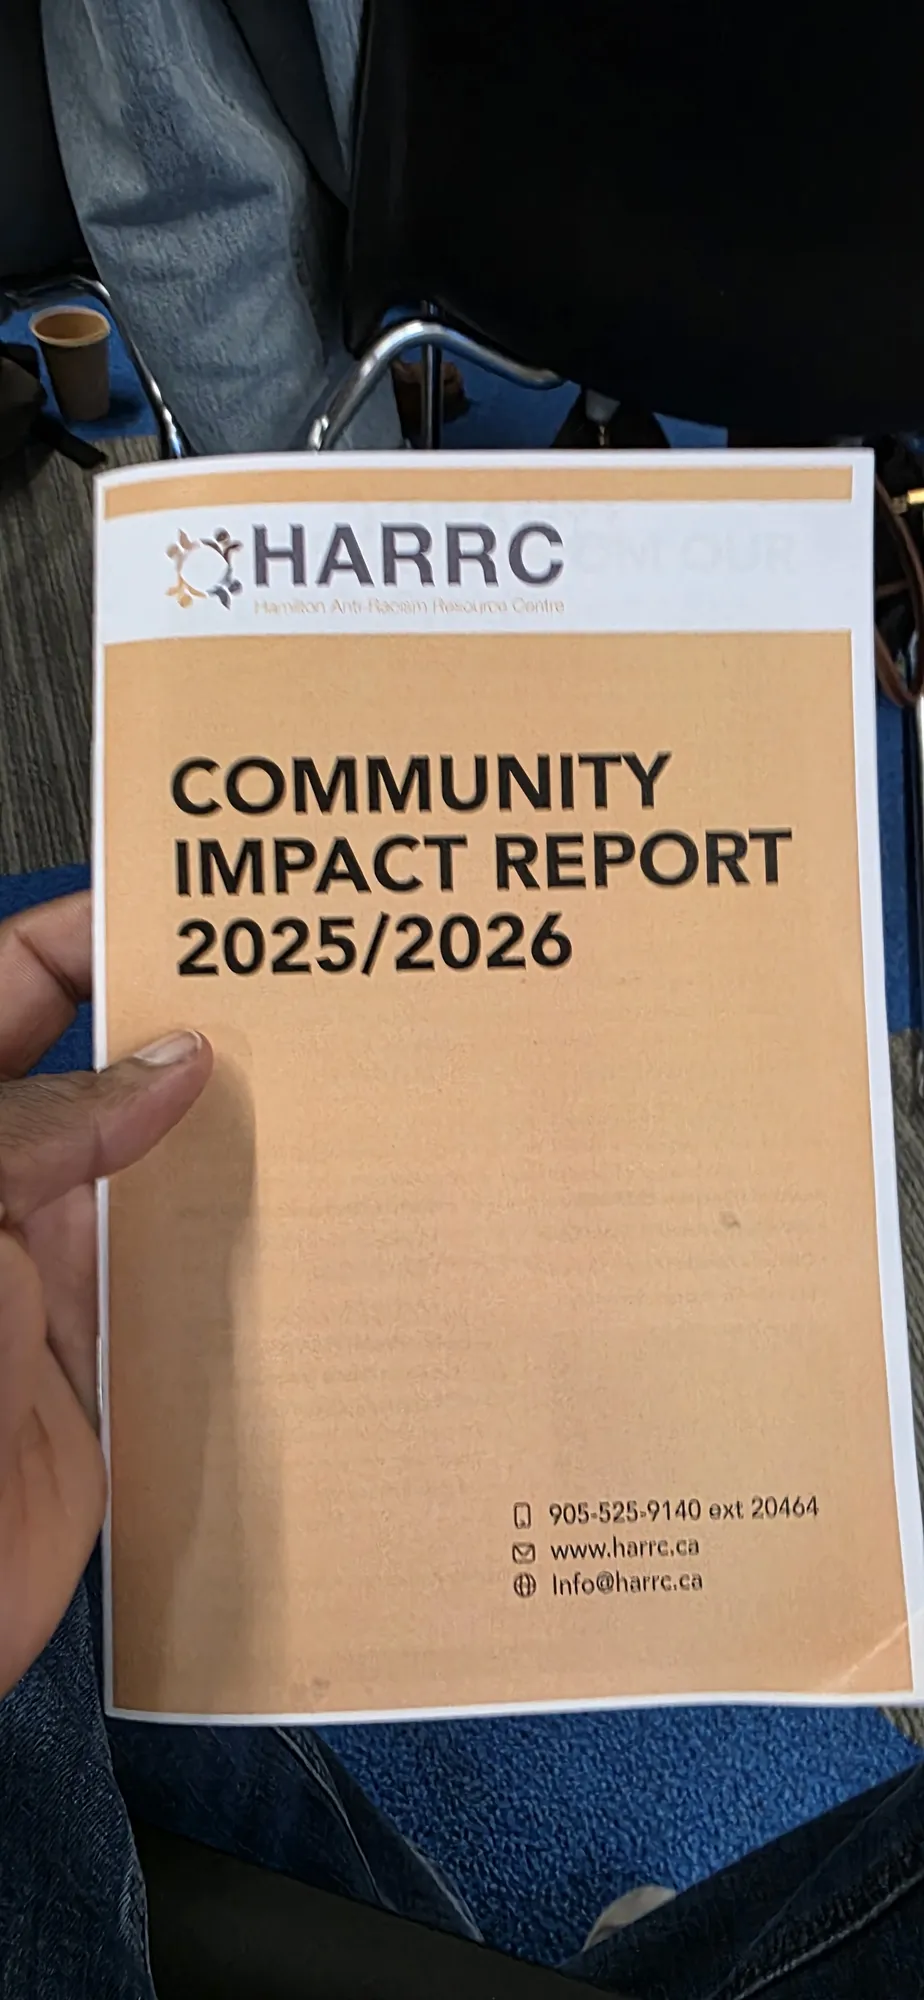 HARRC
Hamilton Anti-Racism Resource Centre
COMMUNITY
IMPACT REPORT
2025/2026
905-525-9140 ext 20464
www.harrc.ca
Info@harrc.ca